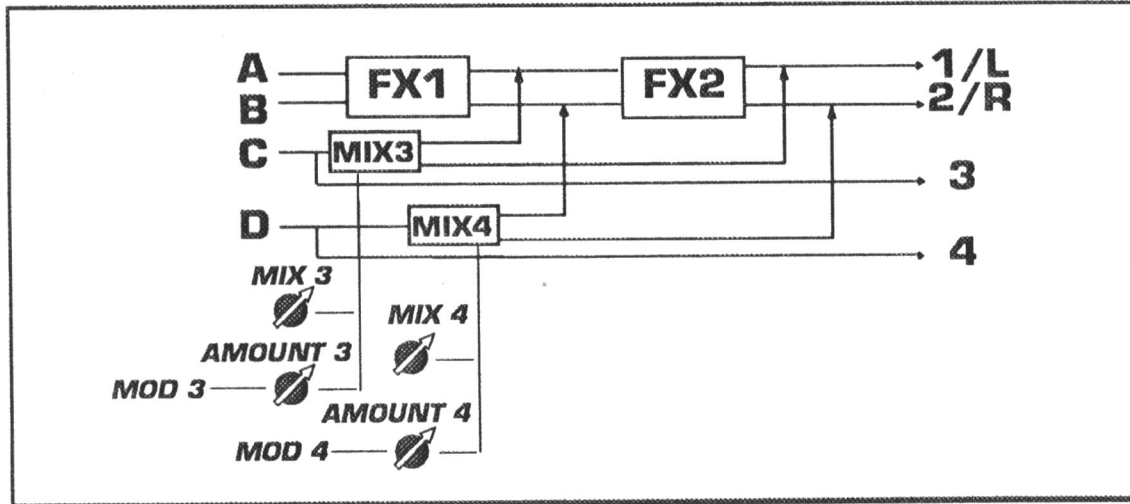 A
FX1
FX2
1/L
B
2/R
C
MIX3
3
D
MIX4
4
MIX 3
MIX 4
AMOUNT 3
MOD 3
AMOUNT 4
MOD 4